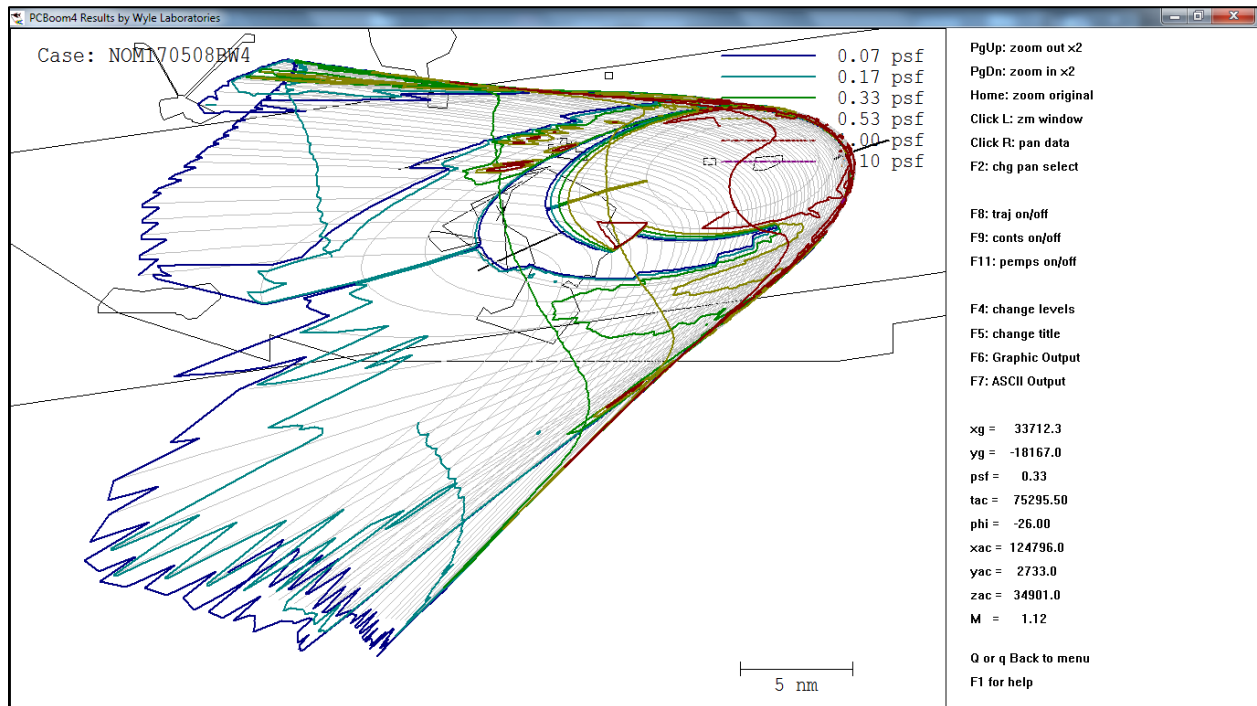 PCBoom4 Results by Wyle Laboratories
Case: NOM170508BW4
0.07 psf
0.17 psf
0.33 psf
0.53 psf
.00 psf
10 psf
5 nm
PgUp: zoom out x2
PgDn: zoom in x2
Home: zoom original
Click L: zm window
Click R: pan data
F2: chg pan select
F8: traj on/off
F9: conts on/off
F11: pemps on/off
F4: change levels
F5: change title
F6: Graphic Output
F7: ASCII Output
xg = 33712.3
yg = -18167.0
psf = 0.33
tac = 75295.50
phi = -26.00
xac = 124796.0
yac = 2733.0
zac = 34901.0
M = 1.12
Q or q Back to menu
F1 for help